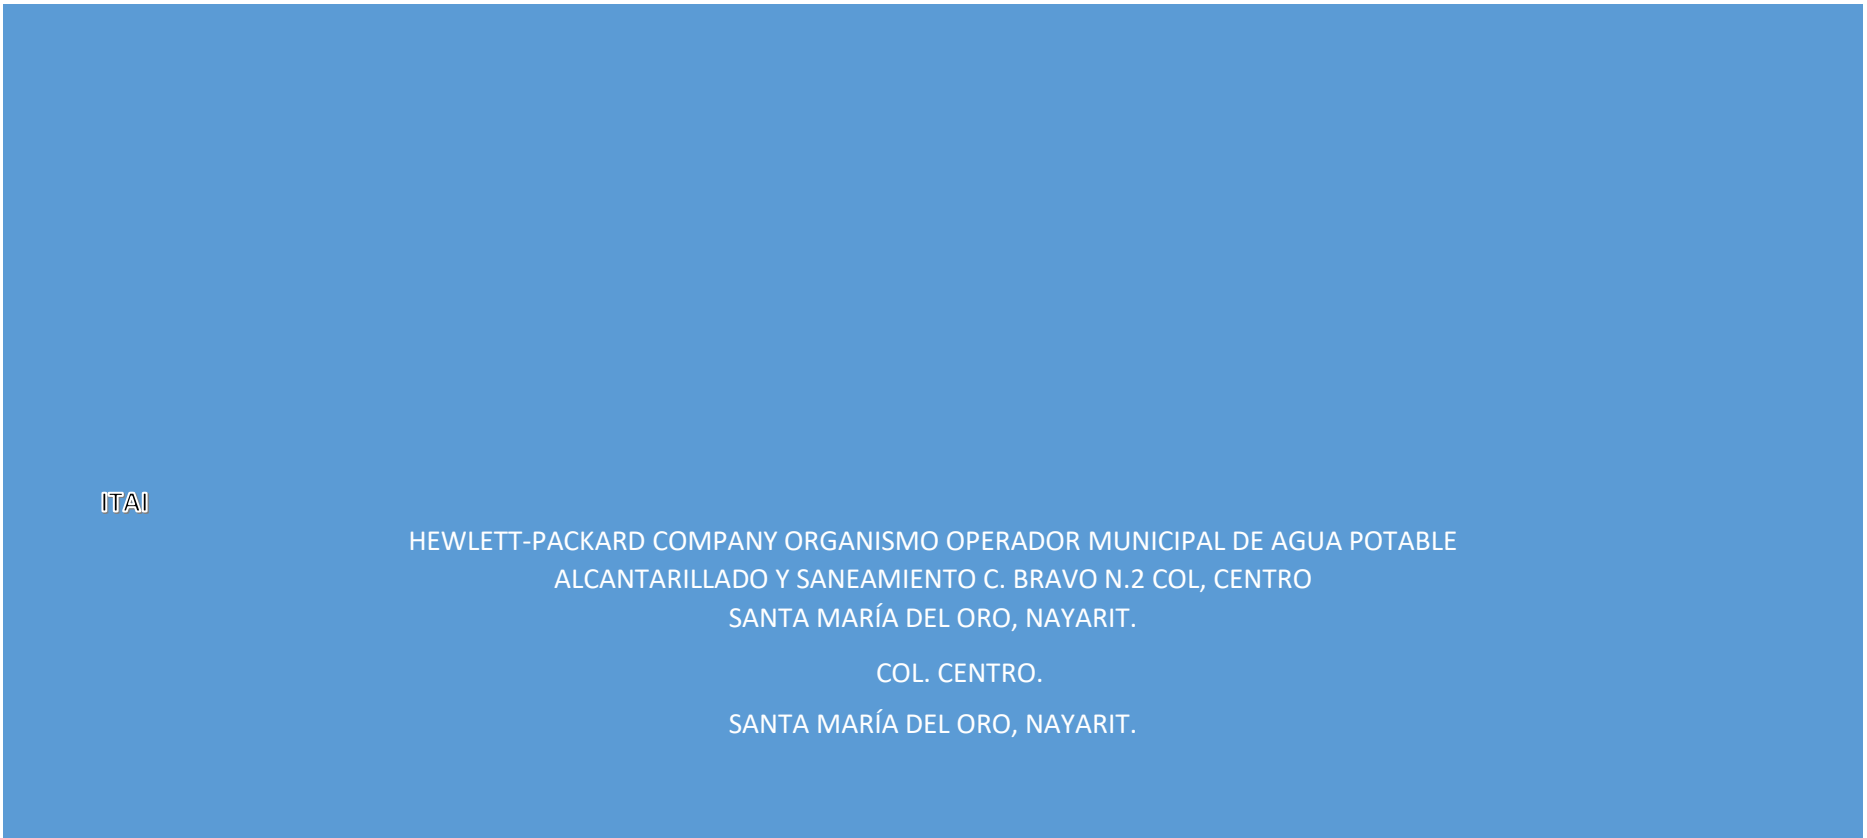 ITAI
HEWLETT-PACKARD COMPANY ORGANISMO OPERADOR MUNICIPAL DE AGUA POTABLE
ALCANTARILLADO Y SANEAMIENTO C. BRAVO N.2 COL, CENTRO
SANTA MARÍA DEL ORO, NAYARIT.
COL. CENTRO.
SANTA MARÍA DEL ORO, NAYARIT.